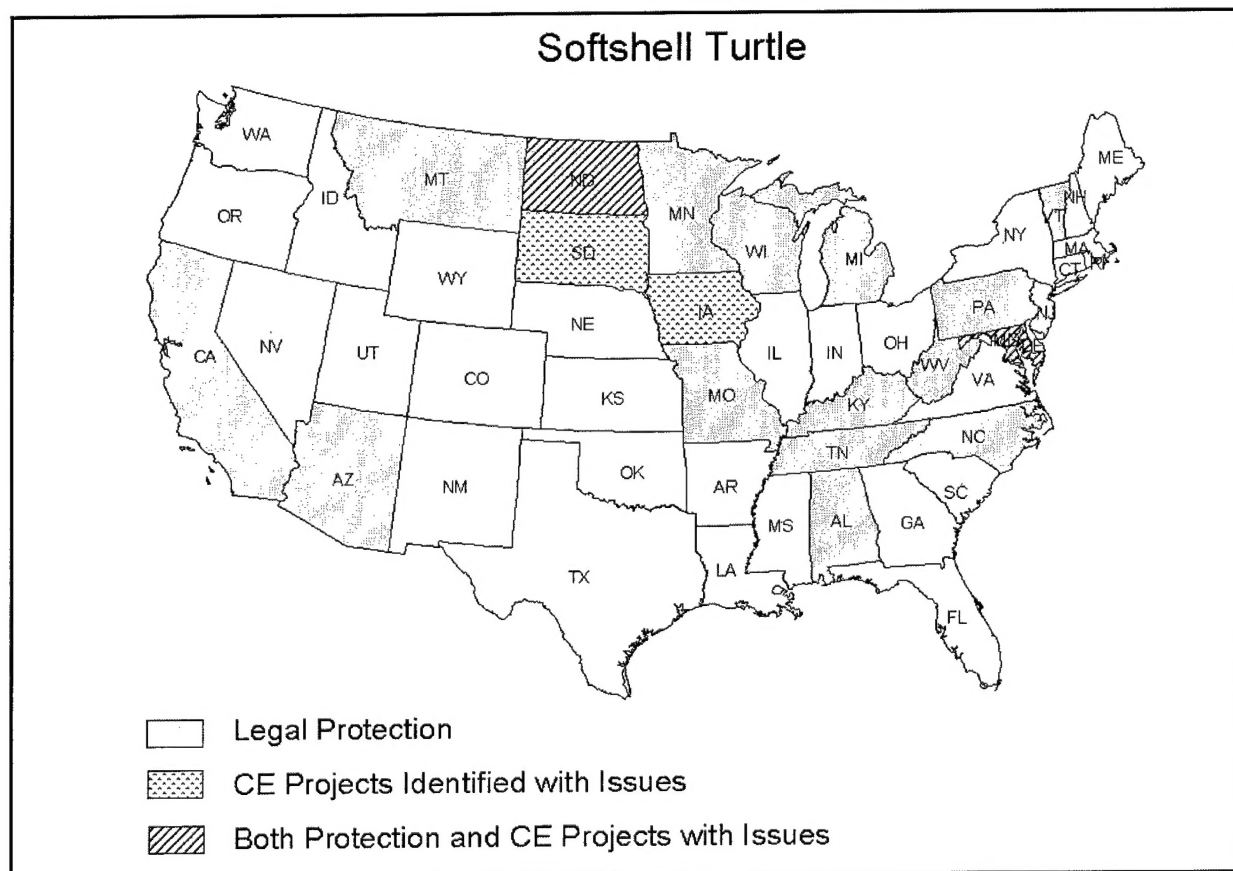 Softshell Turtle
WA
ME
MT
ND
NH
ID
MN
OR
NY
WI
MA
SD
MI
CT
WY
PA
IA
NE
NV
OH
CA
UT
IL
IN
WV
CO
VA
KS
MO
KY
NC
TN
AZ
OK
NM
AR
SC
MS
AL
GA
TX
LA
FL
Legal Protection
CE Projects Identified with Issues
Both Protection and CE Projects with Issues